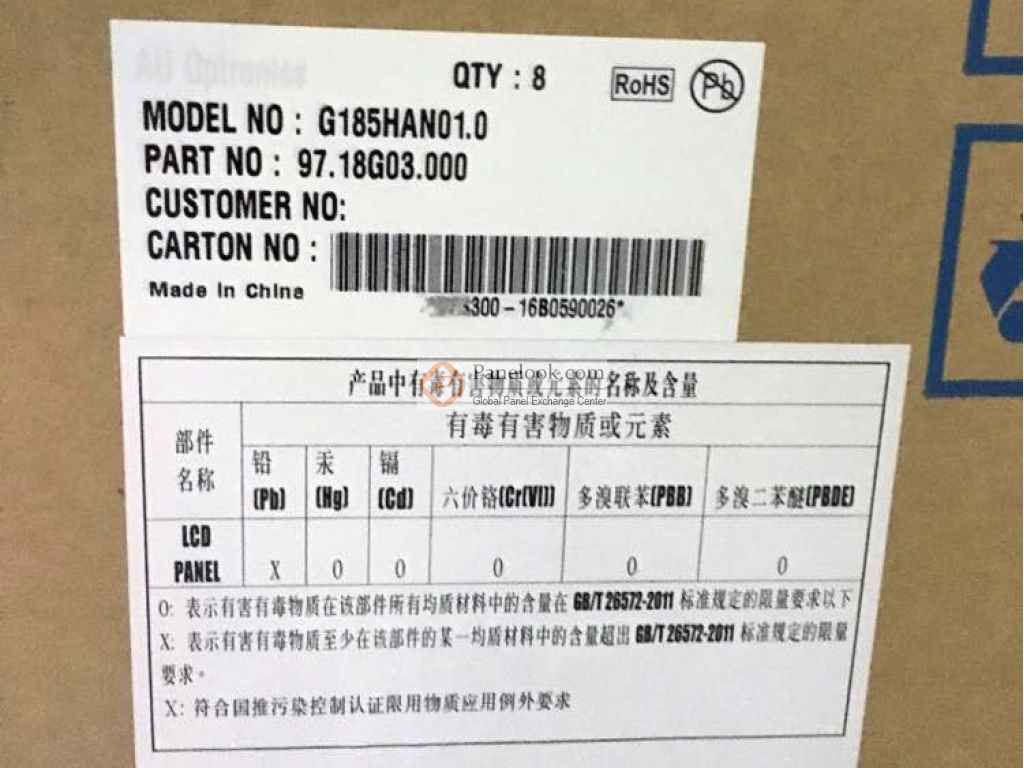 AU Optronics
QTY : 8
RoHS
Pb
MODEL NO : G185HAN01.0
PART NO : 97.18G03.000
CUSTOMER NO:
CARTON NO :
Made In China
300-16B0590026*
Panelook.com
Global Panel Exchange Center
产品中有毒有害物质或元素的名称及含量
部件
名称
有毒有害物质或元素
铅
(Pb)
汞
(Hg)
镉
(Cd)
六价铬(Cr(VI))
多溴联苯(PBB)
多溴二苯醚(PBDE)
LCD
PANEL
X 0 0 0 0 0
O: 表示有害有毒物质在该部件所有均质材料中的含量在 GB/T 26572-2011 标准规定的限量要求以下
X: 表示有害有毒物质至少在该部件的某一均质材料中的含量超出 GB/T 26572-2011 标准规定的限量
要求。
X: 符合国推污染控制认证限用物质应用例外要求